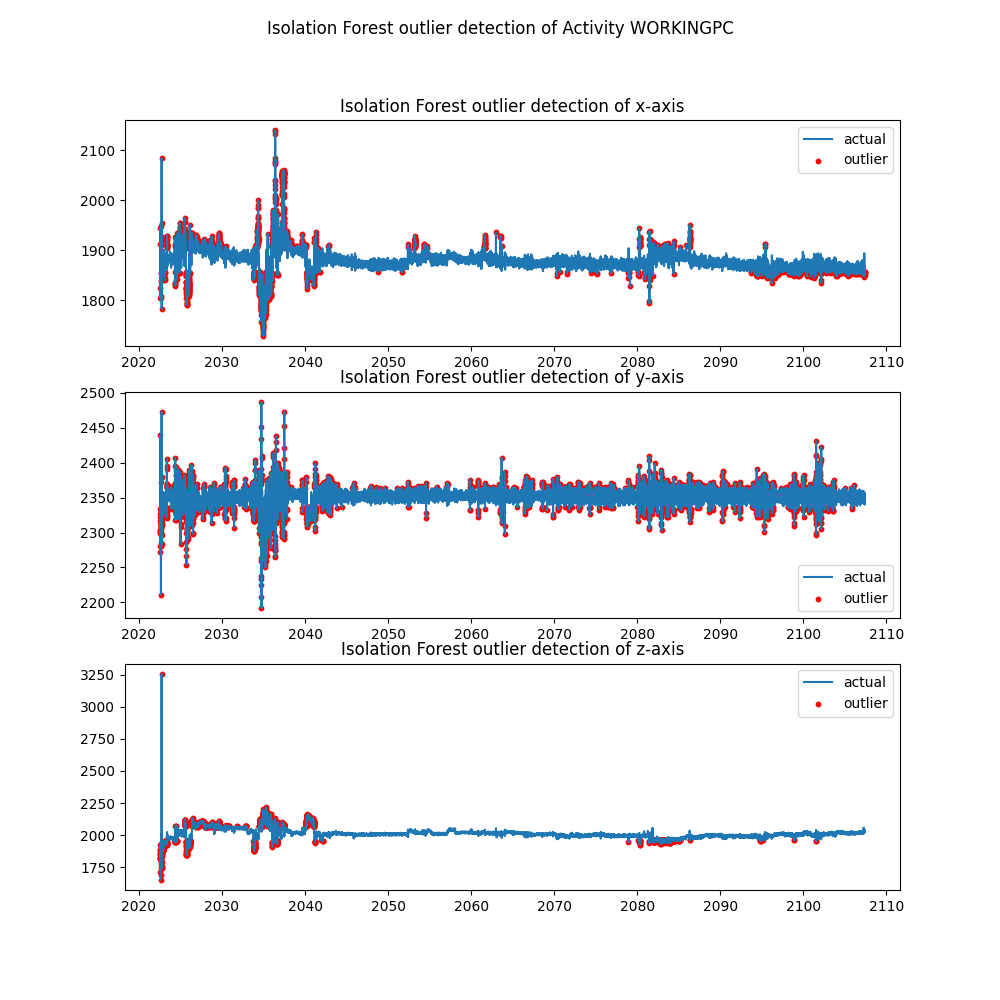 Isolation Forest outlier detection of Activity WORKINGPC
Isolation Forest outlier detection of x-axis
2100
2000
1900
1800
actual
outlier
2020 2030 2040 2050 2060 2070 2080 2090 2100 2110
Isolation Forest outlier detection of y-axis
2500
2450
2400
2350
2300
2250
2200
actual
outlier
2020 2030 2040 2050 2060 2070 2080 2090 2100 2110
Isolation Forest outlier detection of z-axis
3250
3000
2750
2500
2250
2000
1750
actual
outlier
2020 2030 2040 2050 2060 2070 2080 2090 2100 2110